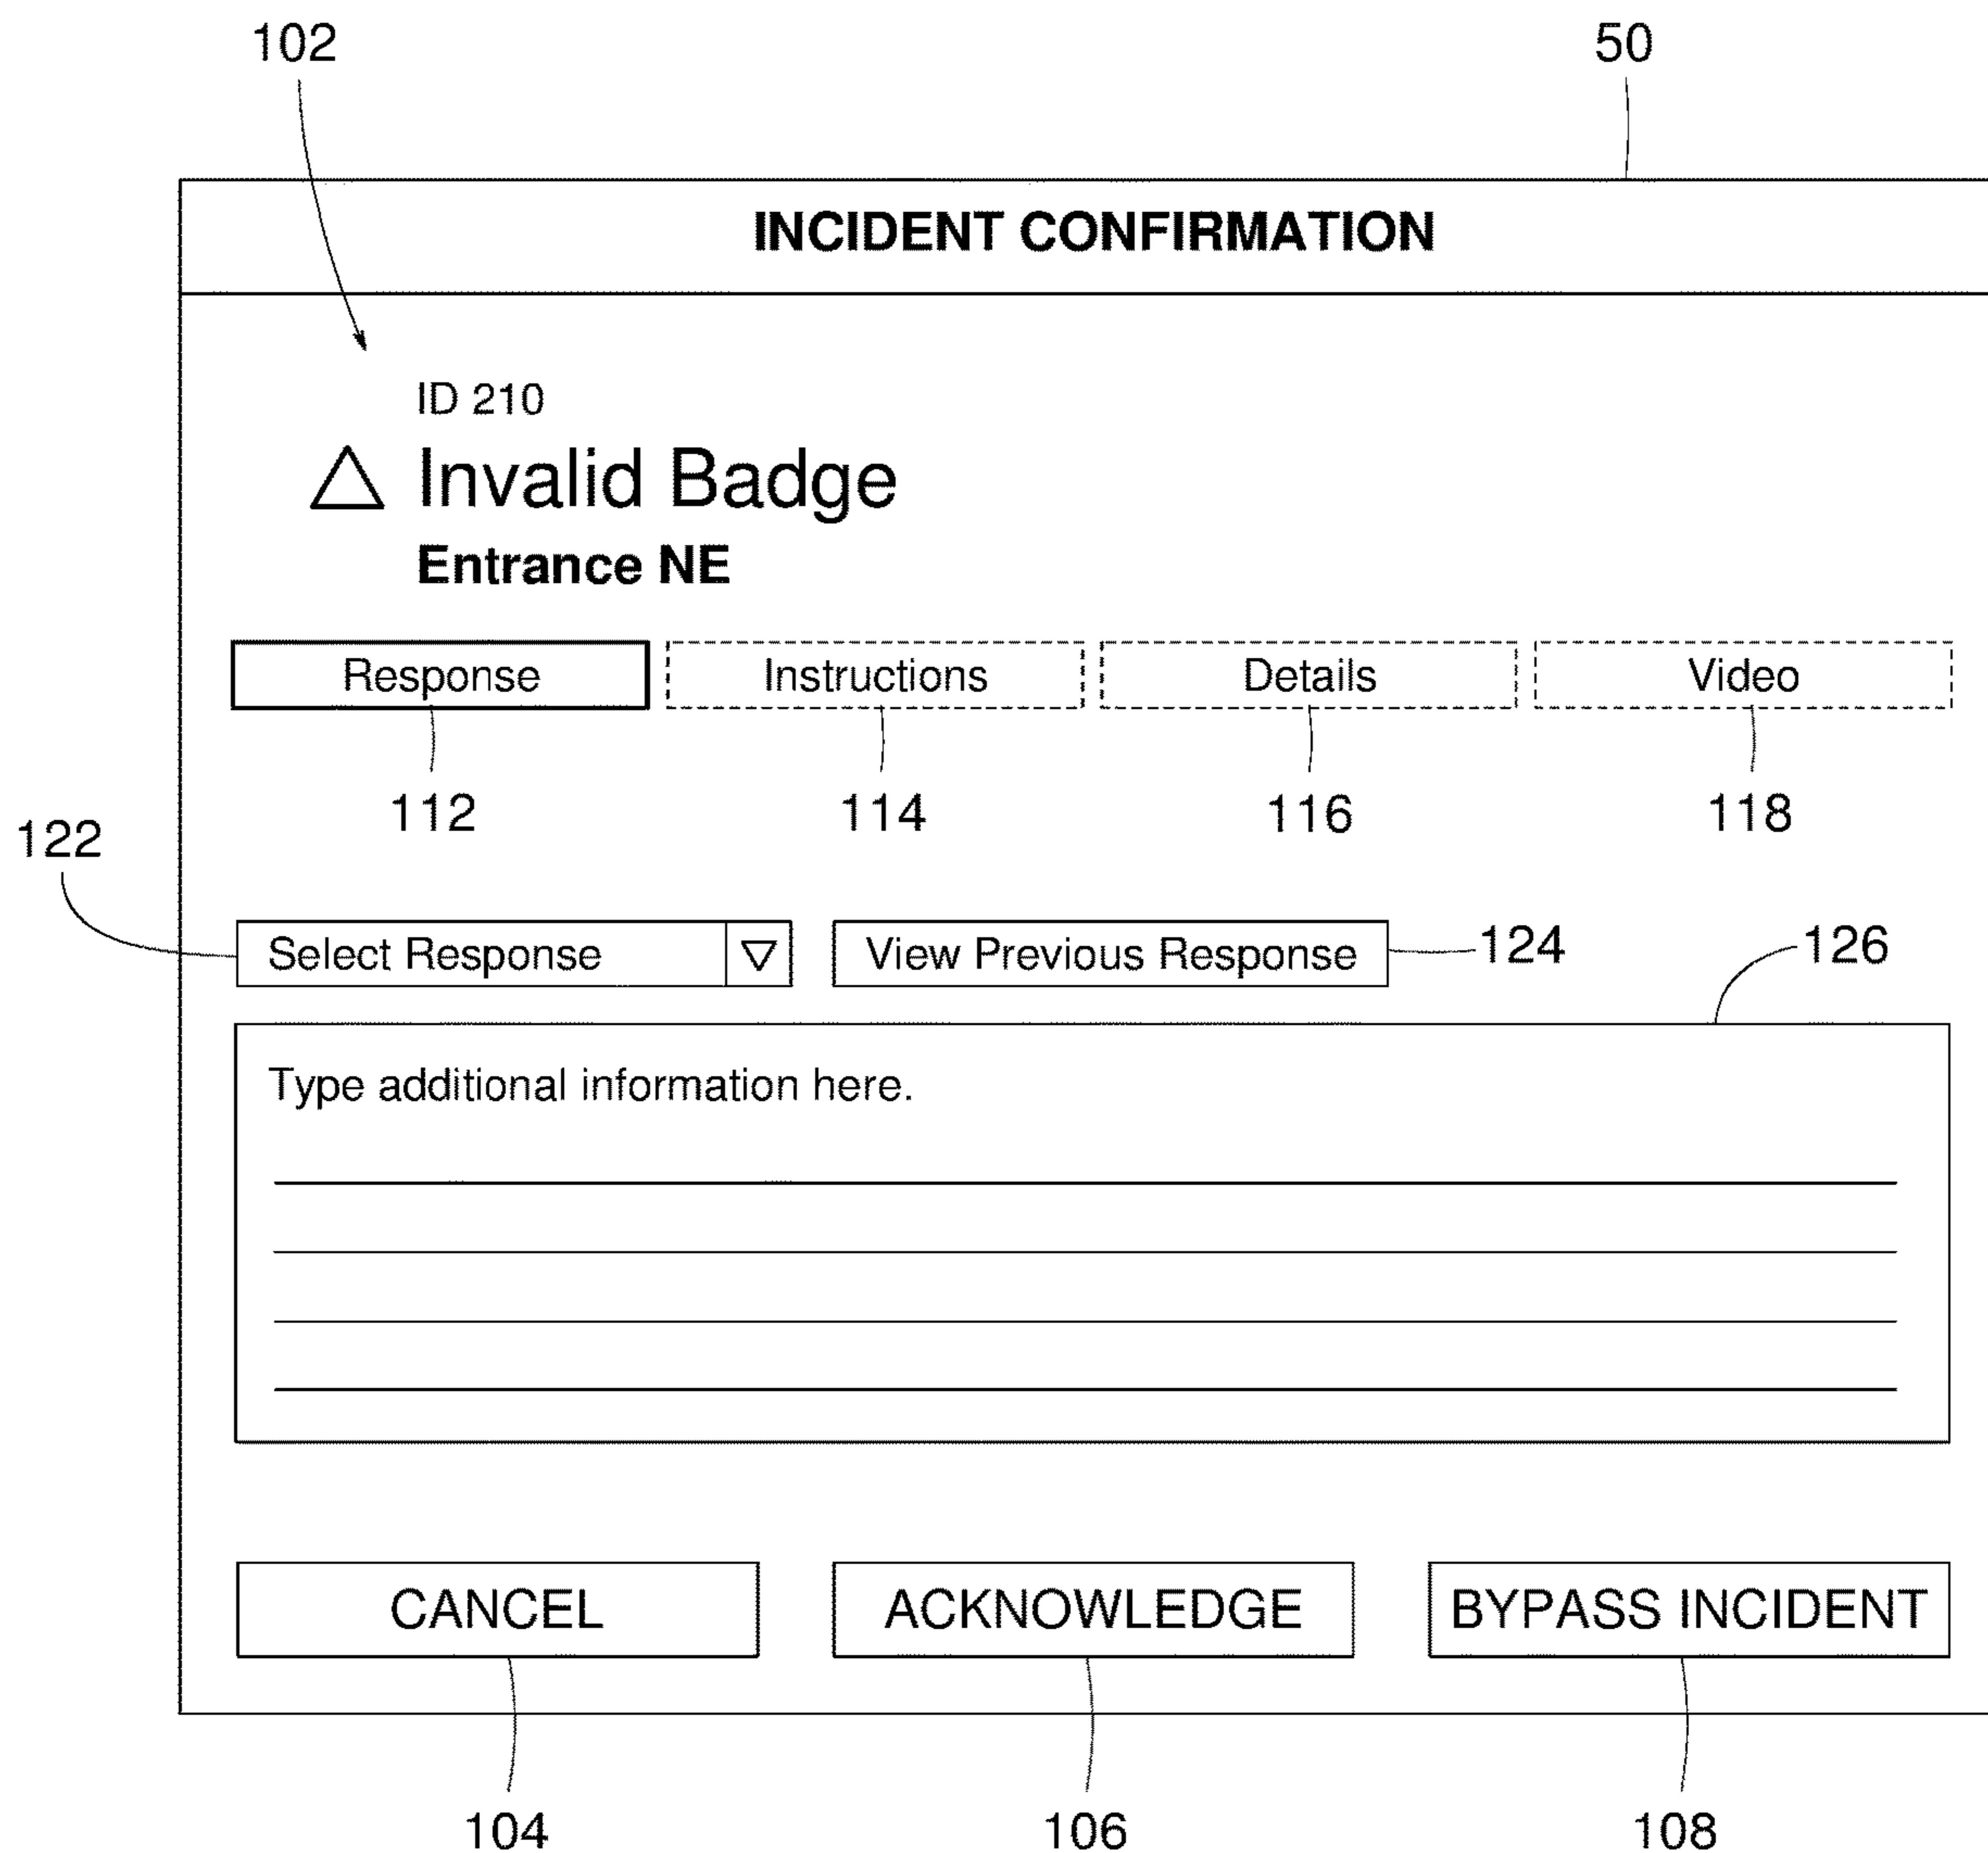 102
50
INCIDENT CONFIRMATION
ID 210
Invalid Badge
Entrance NE
Response
Instructions
Details
Video
112
114
116
118
122
Select Response
View Previous Response
124
126
Type additional information here.
CANCEL
ACKNOWLEDGE
BYPASS INCIDENT
104
106
108